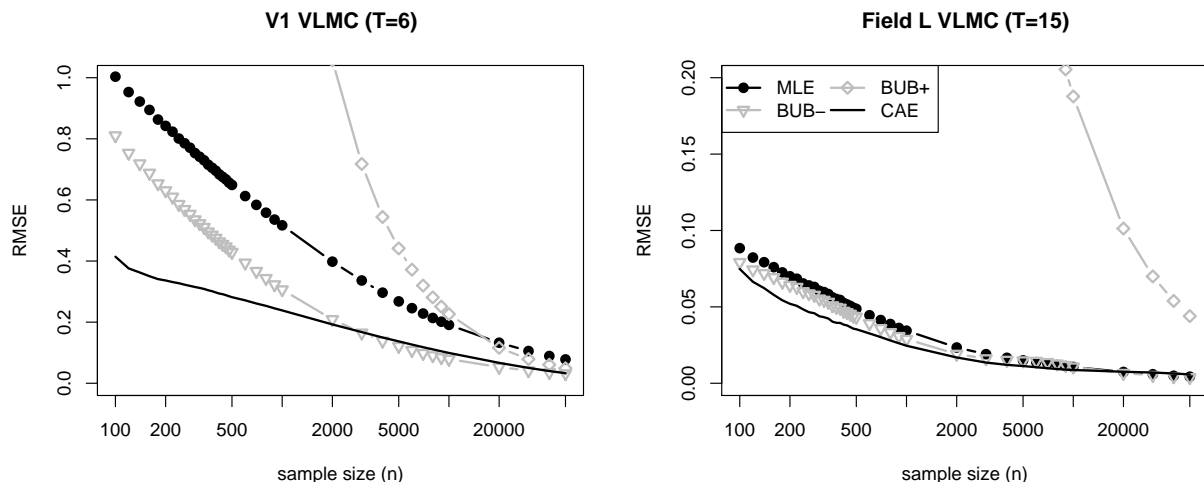 V1 VLMC (T=6)
RMSE
1.0
0.8
0.6
0.4
0.2
0.0
100 200 500 2000 5000 20000
sample size (n)
Field L VLMC (T=15)
RMSE
0.20
0.15
0.10
0.05
0.00
MLE BUB+
BUB− CAE
100 200 500 2000 5000 20000
sample size (n)